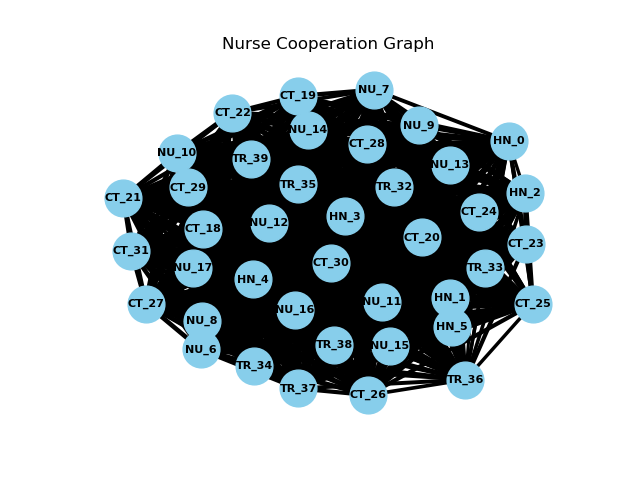 Nurse Cooperation Graph
CT_19
NU_7
CT_22
NU_9
NU_14
HN_0
CT_28
NU_10
TR_39
NU_13
TR_35
CT_29
TR_32
HN_2
CT_21
CT_24
HN_3
NU_12
CT_18
CT_20
CT_23
CT_31
CT_30
NU_17
TR_33
HN_4
HN_1
NU_11
CT_27
CT_25
NU_16
NU_8
HN_5
TR_38
NU_15
NU_6
TR_34
TR_36
TR_37
CT_26